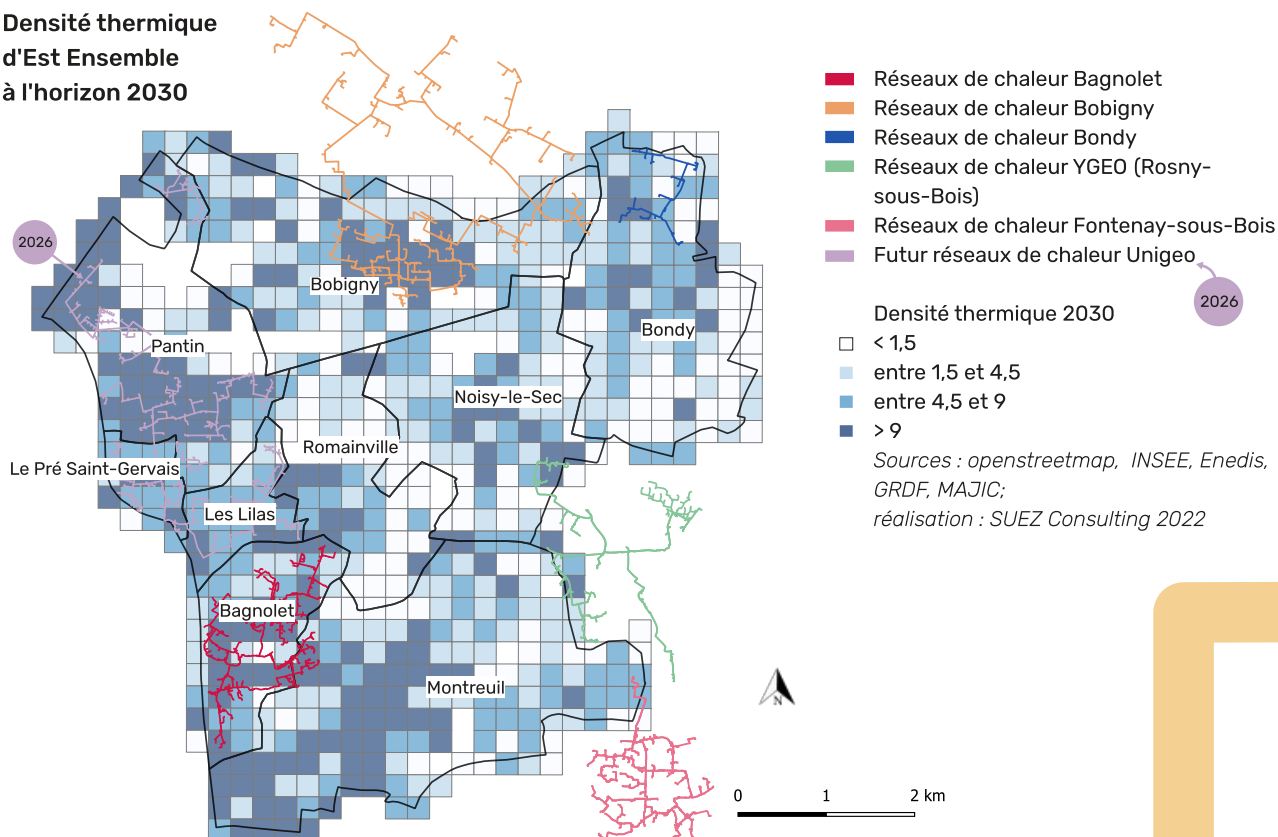 Densité thermique
d'Est Ensemble
à l'horizon 2030
Réseaux de chaleur Bagnolet
Réseaux de chaleur Bobigny
Réseaux de chaleur Bondy
Réseaux de chaleur YGEO (Rosny-
sous-Bois)
Réseaux de chaleur Fontenay-sous-Bois
Futur réseaux de chaleur Unigeo
2026
2026
Densité thermique 2030
< 1,5
entre 1,5 et 4,5
entre 4,5 et 9
> 9
Sources : openstreetmap, INSEE, Enedis,
GRDF, MAJIC;
réalisation : SUEZ Consulting 2022
Bobigny
Bondy
Pantin
Noisy-le-Sec
Romainville
Le Pré Saint-Gervais
Les Lilas
Bagnolet
Montreuil
N
0 1 2 km